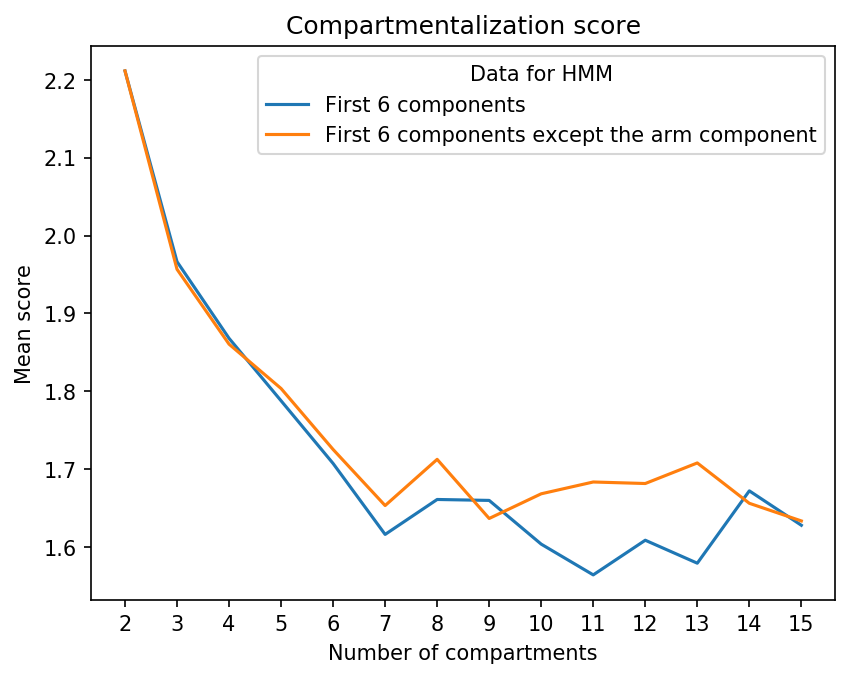 Compartmentalization score
Data for HMM
First 6 components
First 6 components except the arm component
Mean score
2.2
2.1
2.0
1.9
1.8
1.7
1.6
2 3 4 5 6 7 8 9 10 11 12 13 14 15
Number of compartments